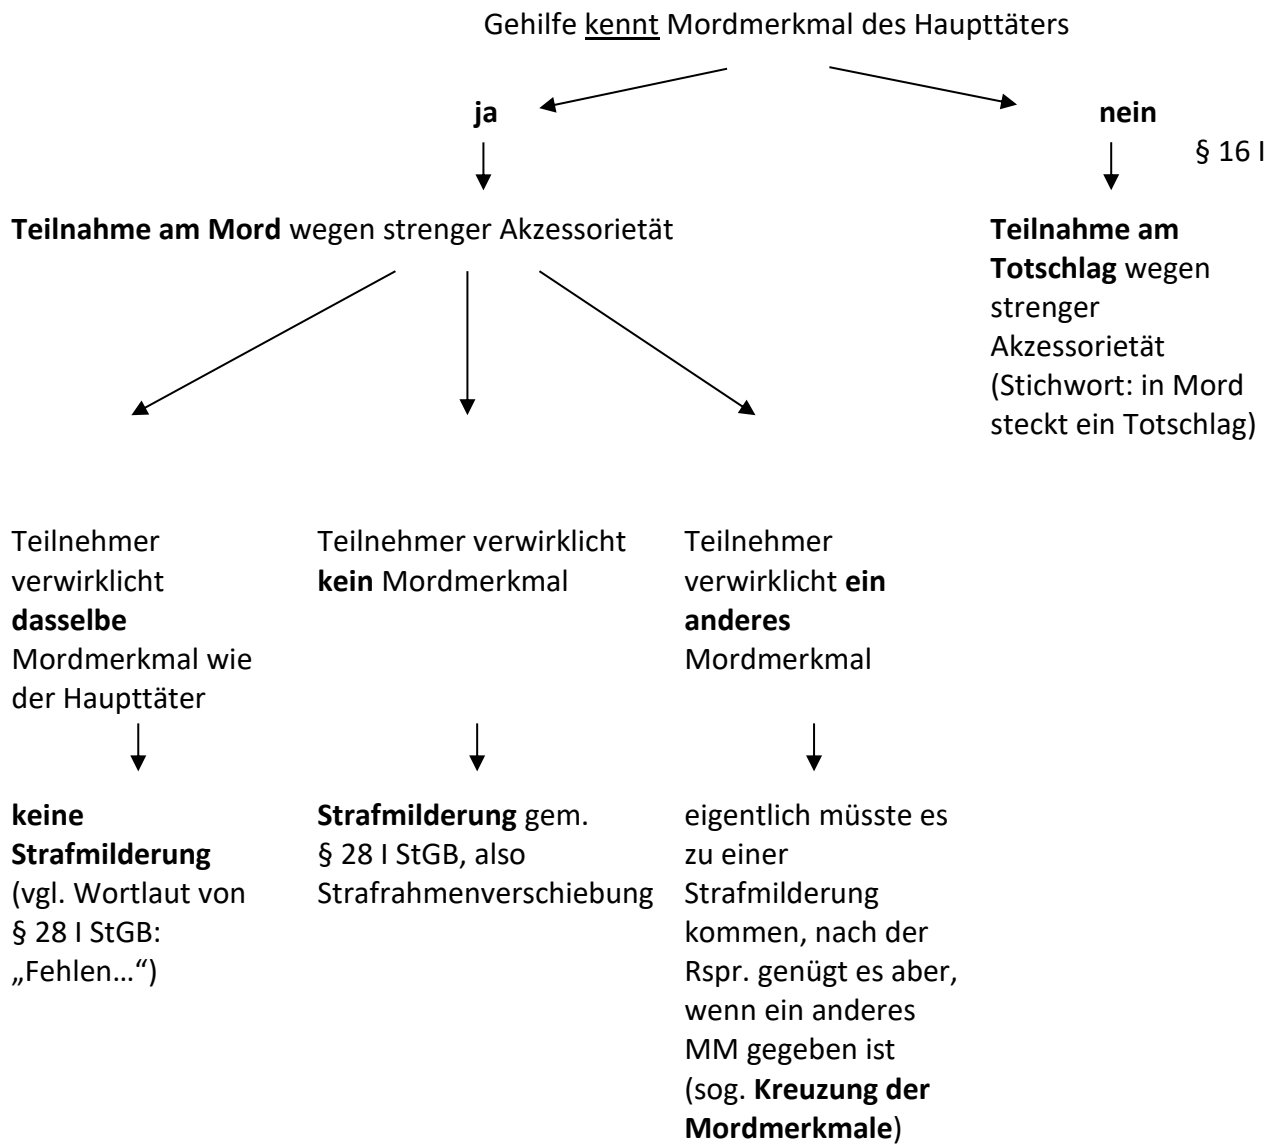 Gehilfe kennt Mordmerkmal des Haupttäters
ja
nein
§ 16 I
Teilnahme am Mord wegen strenger Akzessorietät
Teilnahme am
Totschlag wegen
strenger
Akzessorietät
(Stichwort: in Mord
steckt ein Totschlag)
Teilnehmer
verwirklicht
dasselbe
Mordmerkmal wie
der Haupttäter
Teilnehmer verwirklicht
kein Mordmerkmal
Teilnehmer
verwirklicht ein
anderes
Mordmerkmal
keine
Strafmilderung
(vgl. Wortlaut von
§ 28 I StGB:
„Fehlen…“)
Strafmilderung gem.
§ 28 I StGB, also
Strafrahmenverschiebung
eigentlich müsste es
zu einer
Strafmilderung
kommen, nach der
Rspr. genügt es aber,
wenn ein anderes
MM gegeben ist
(sog. Kreuzung der
Mordmerkmale)